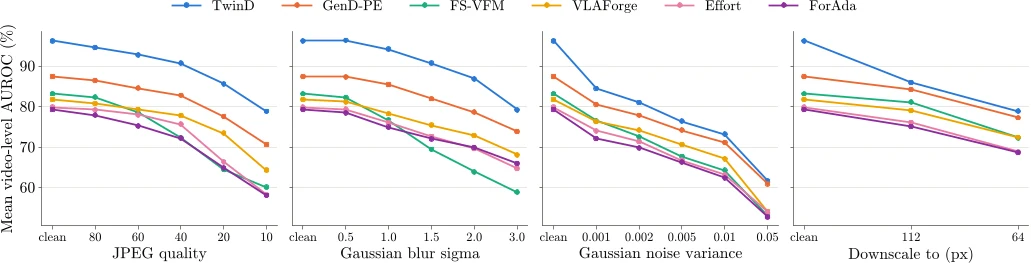 TwinD GenD-PE FS-VFM VLAForge Effort ForAda
Mean video-level AUROC (%)
90
80
70
60
clean 80 60 40 20 10
JPEG quality
clean 0.5 1.0 1.5 2.0 3.0
Gaussian blur sigma
clean 0.001 0.002 0.005 0.01 0.05
Gaussian noise variance
clean 112 64
Downscale to (px)